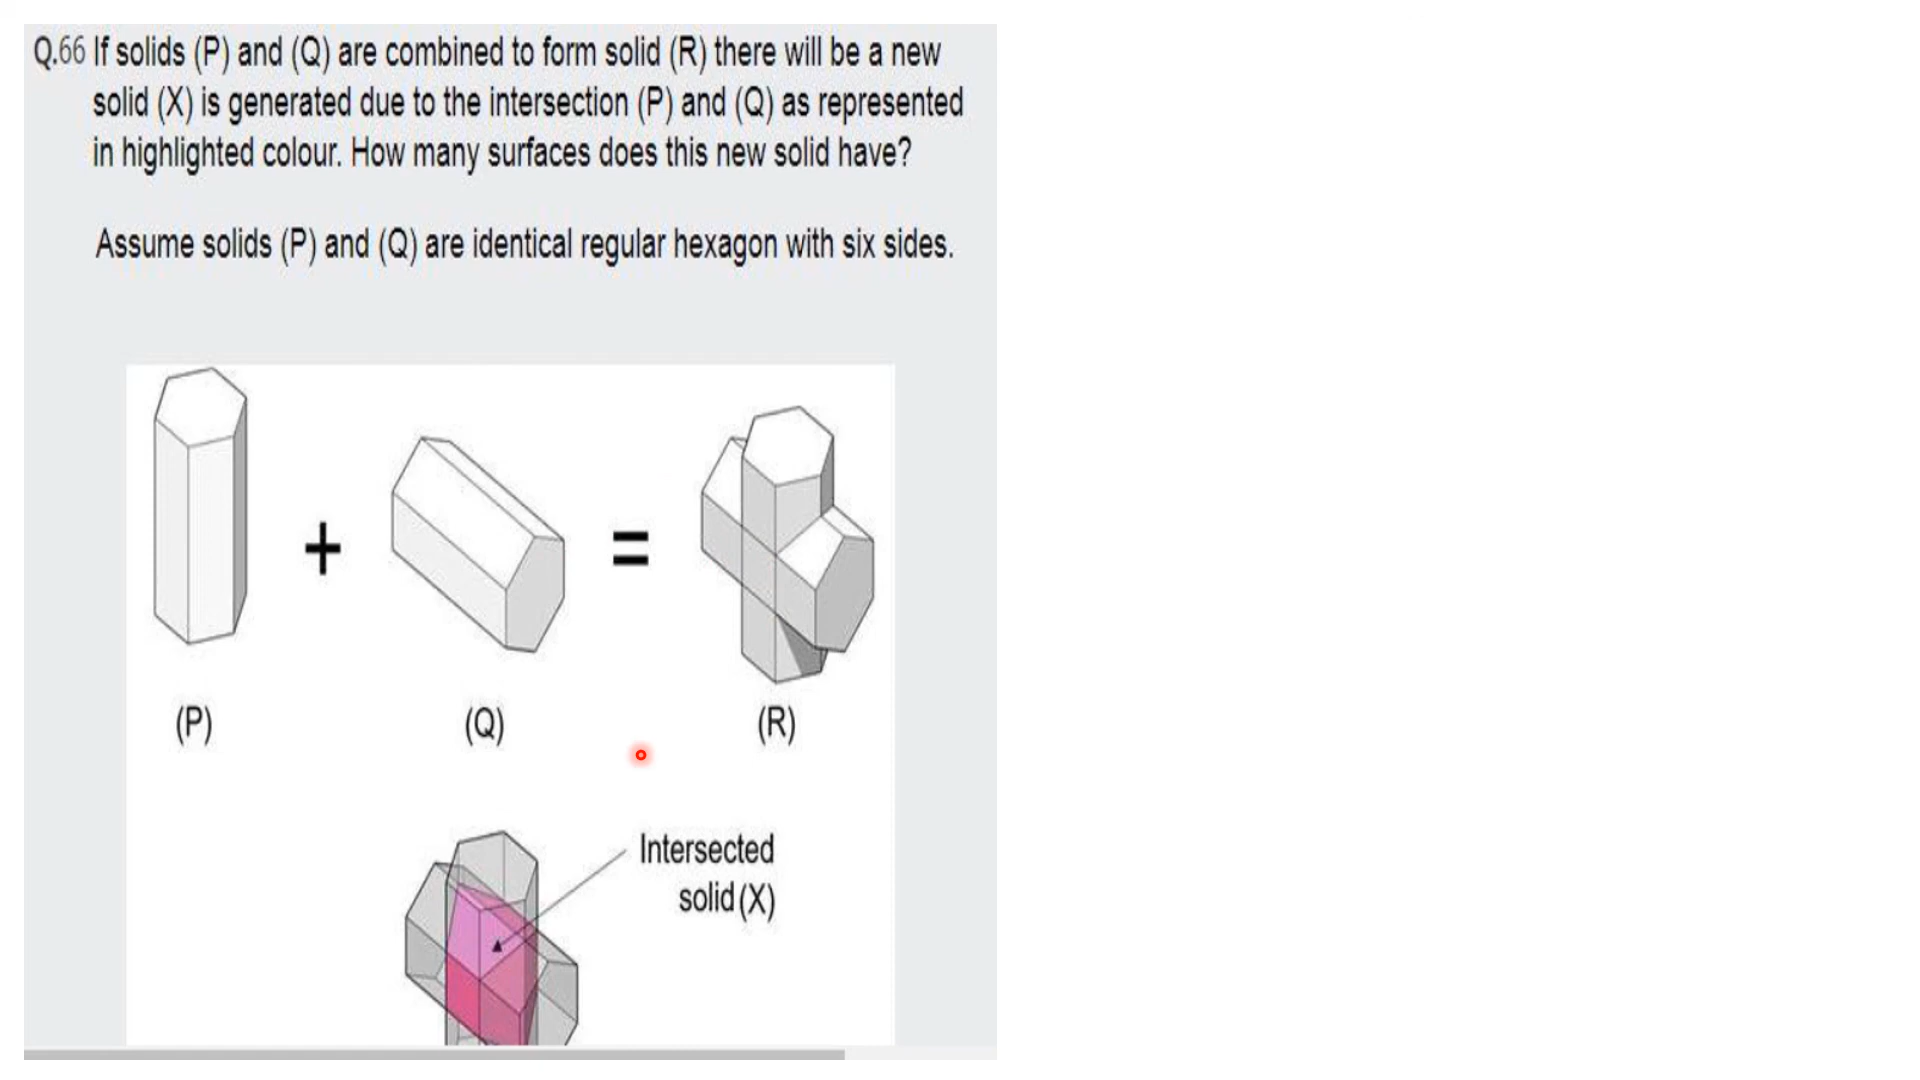 Q.66 If solids (P) and (Q) are combined to form solid (R) there will be a new
solid (X) is generated due to the intersection (P) and (Q) as represented
in highlighted colour. How many surfaces does this new solid have?
Assume solids (P) and (Q) are identical regular hexagon with six sides.
+ =
(P) (Q) (R)
Intersected
solid (X)